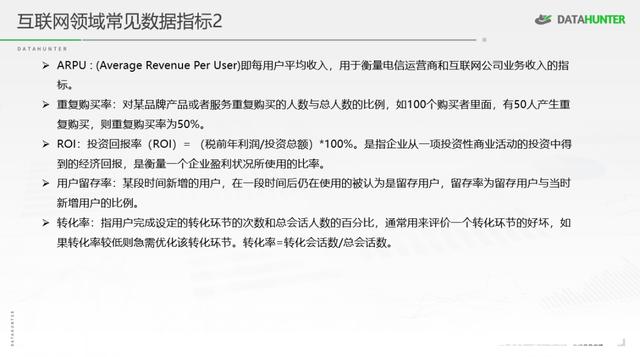 互联网领域常见数据指标2
DATAHUNTER
DATAHUNTER
ARPU : (Average Revenue Per User)即每用户平均收入，用于衡量电信运营商和互联网公司业务收入的指
标。
重复购买率：对某品牌产品或者服务重复购买的人数与总人数的比例，如100个购买者里面，有50人产生重
复购买，则重复购买率为50%。
ROI：投资回报率（ROI）= （税前年利润/投资总额）*100%。是指企业从一项投资性商业活动的投资中得
到的经济回报，是衡量一个企业盈利状况所使用的比率。
用户留存率：某段时间新增的用户，在一段时间后仍在使用的被认为是留存用户，留存率为留存用户与当时
新增用户的比例。
转化率：指用户完成设定的转化环节的次数和总会话人数的百分比，通常用来评价一个转化环节的好坏，如
果转化率较低则急需优化该转化环节。转化率=转化会话数/总会话数。
DATAHUNTER